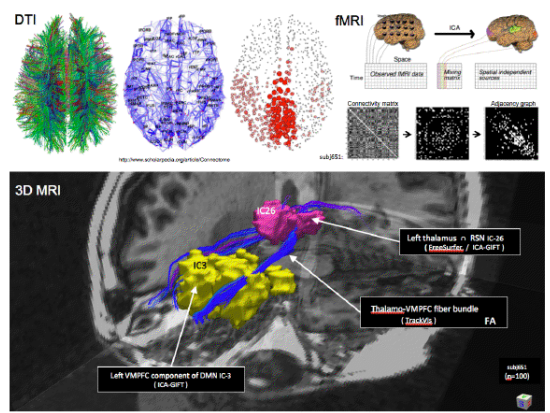 DTI
fMRI
ICA
Space
Time
Observed fMRI data
Mixing
matrix
Spatial independent
sources
Connectivity matrix
Adjacency graph
http://www.scholarpedia.org/article/Connectome
subj651:
3D MRI
IC26
IC3
Left thalamus ∩ RSN IC-26
( FreeSurfer / ICA-GIFT )
Thalamo-VMPFC fiber bundle
( TrackVis )
FA
Left VMPFC component of DMN IC-3
( ICA-GIFT )
subj651
(n=100)